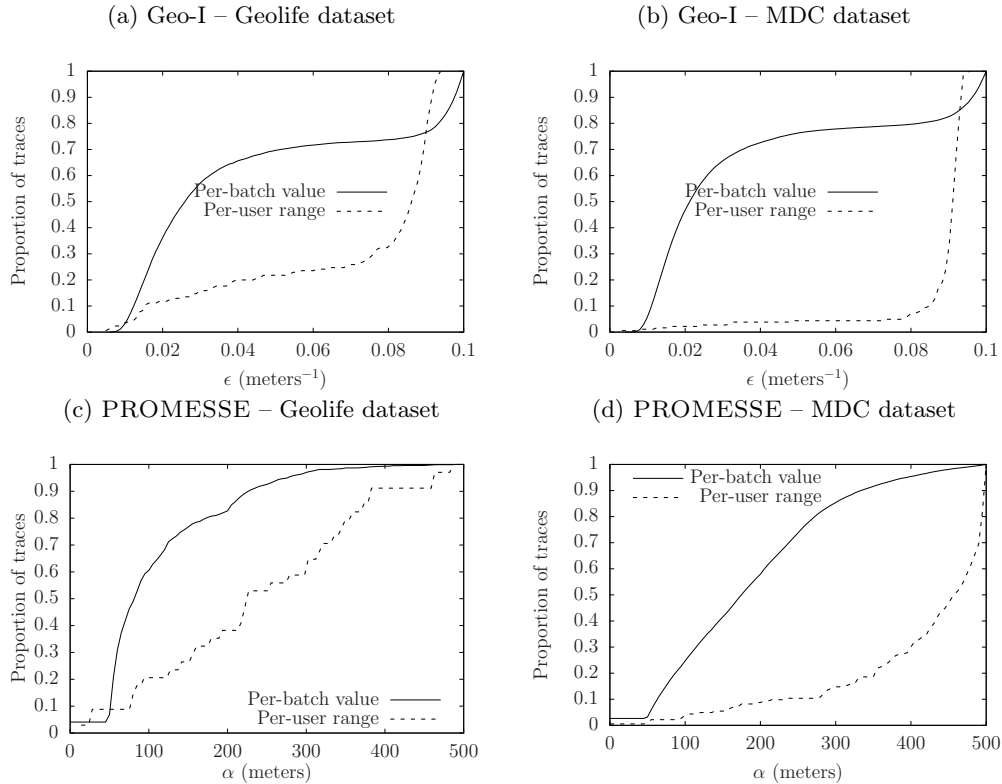 (a) Geo-I – Geolife dataset
1
0.9
0.8
0.7
0.6
0.5
0.4
0.3
0.2
0.1
0
Proportion of traces
Per-batch value
Per-user range
0 0.02 0.04 0.06 0.08 0.1
ϵ (meters⁻¹)
(b) Geo-I – MDC dataset
1
0.9
0.8
0.7
0.6
0.5
0.4
0.3
0.2
0.1
0
Proportion of traces
Per-batch value
Per-user range
0 0.02 0.04 0.06 0.08 0.1
ϵ (meters⁻¹)
(c) PROMESSE – Geolife dataset
1
0.9
0.8
0.7
0.6
0.5
0.4
0.3
0.2
0.1
0
Proportion of traces
Per-batch value
Per-user range
0 100 200 300 400 500
α (meters)
(d) PROMESSE – MDC dataset
1
0.9
0.8
0.7
0.6
0.5
0.4
0.3
0.2
0.1
0
Proportion of traces
Per-batch value
Per-user range
0 100 200 300 400 500
α (meters)